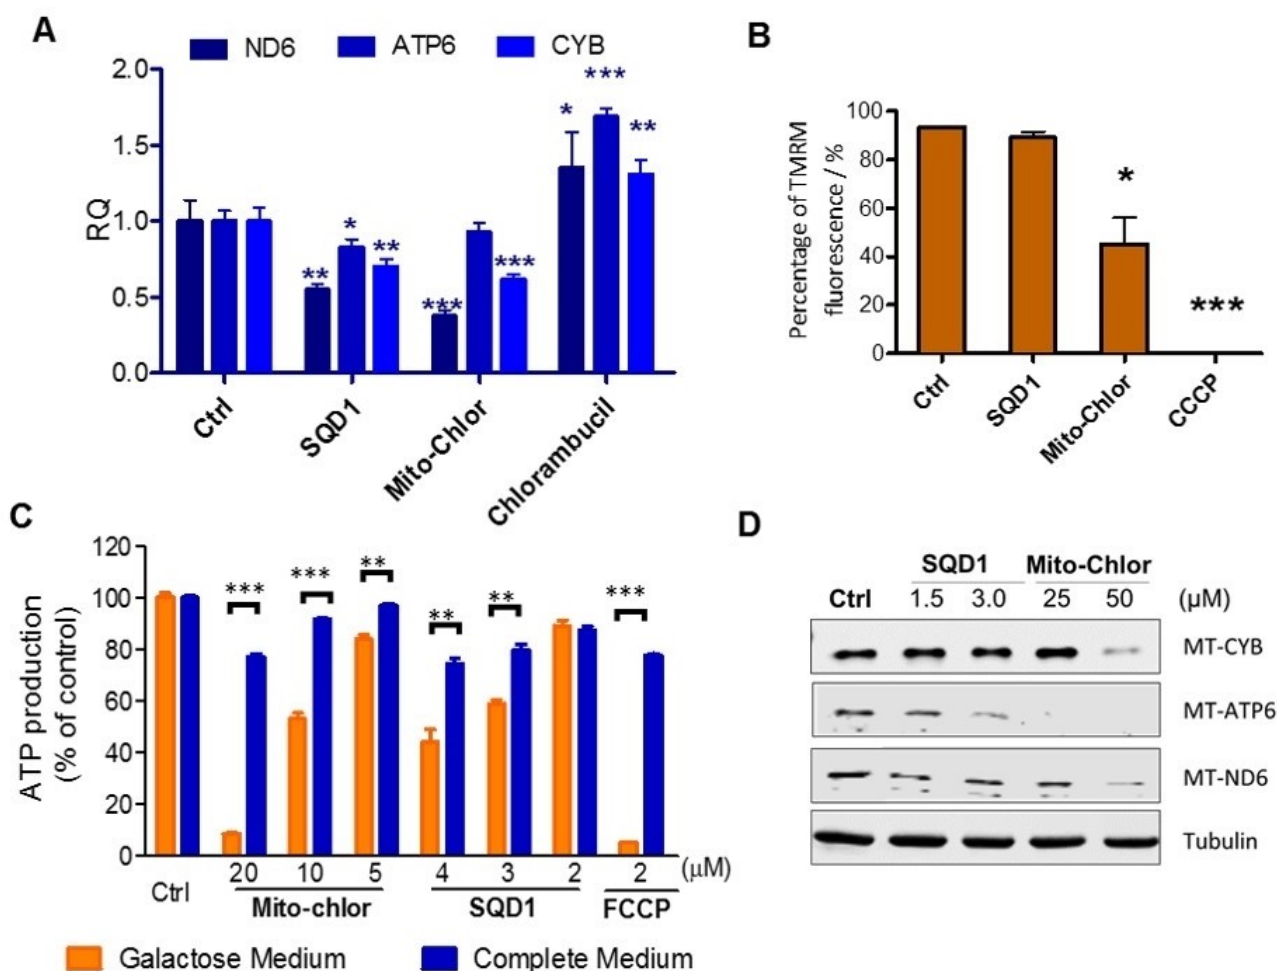 A
ND6 ATP6 CYB
RQ
2.0
1.5
1.0
0.5
0.0
* *** **
** * **
*** ***
Ctrl SQD1 Mito-Chlor Chlorambucil
B
Percentage of TMRM
fluorescence / %
100
80
60
40
20
0
* ***
Ctrl SQD1 Mito-Chlor CCCP
C
ATP production
(% of control)
120
100
80
60
40
20
0
*** *** ** ** ** ***
Ctrl 20 10 5 4 3 2 2 (μM)
Mito-chlor SQD1 FCCP
Galactose Medium Complete Medium
D
SQD1 Mito-Chlor
Ctrl 1.5 3.0 25 50 (μM)
MT-CYB
MT-ATP6
MT-ND6
Tubulin